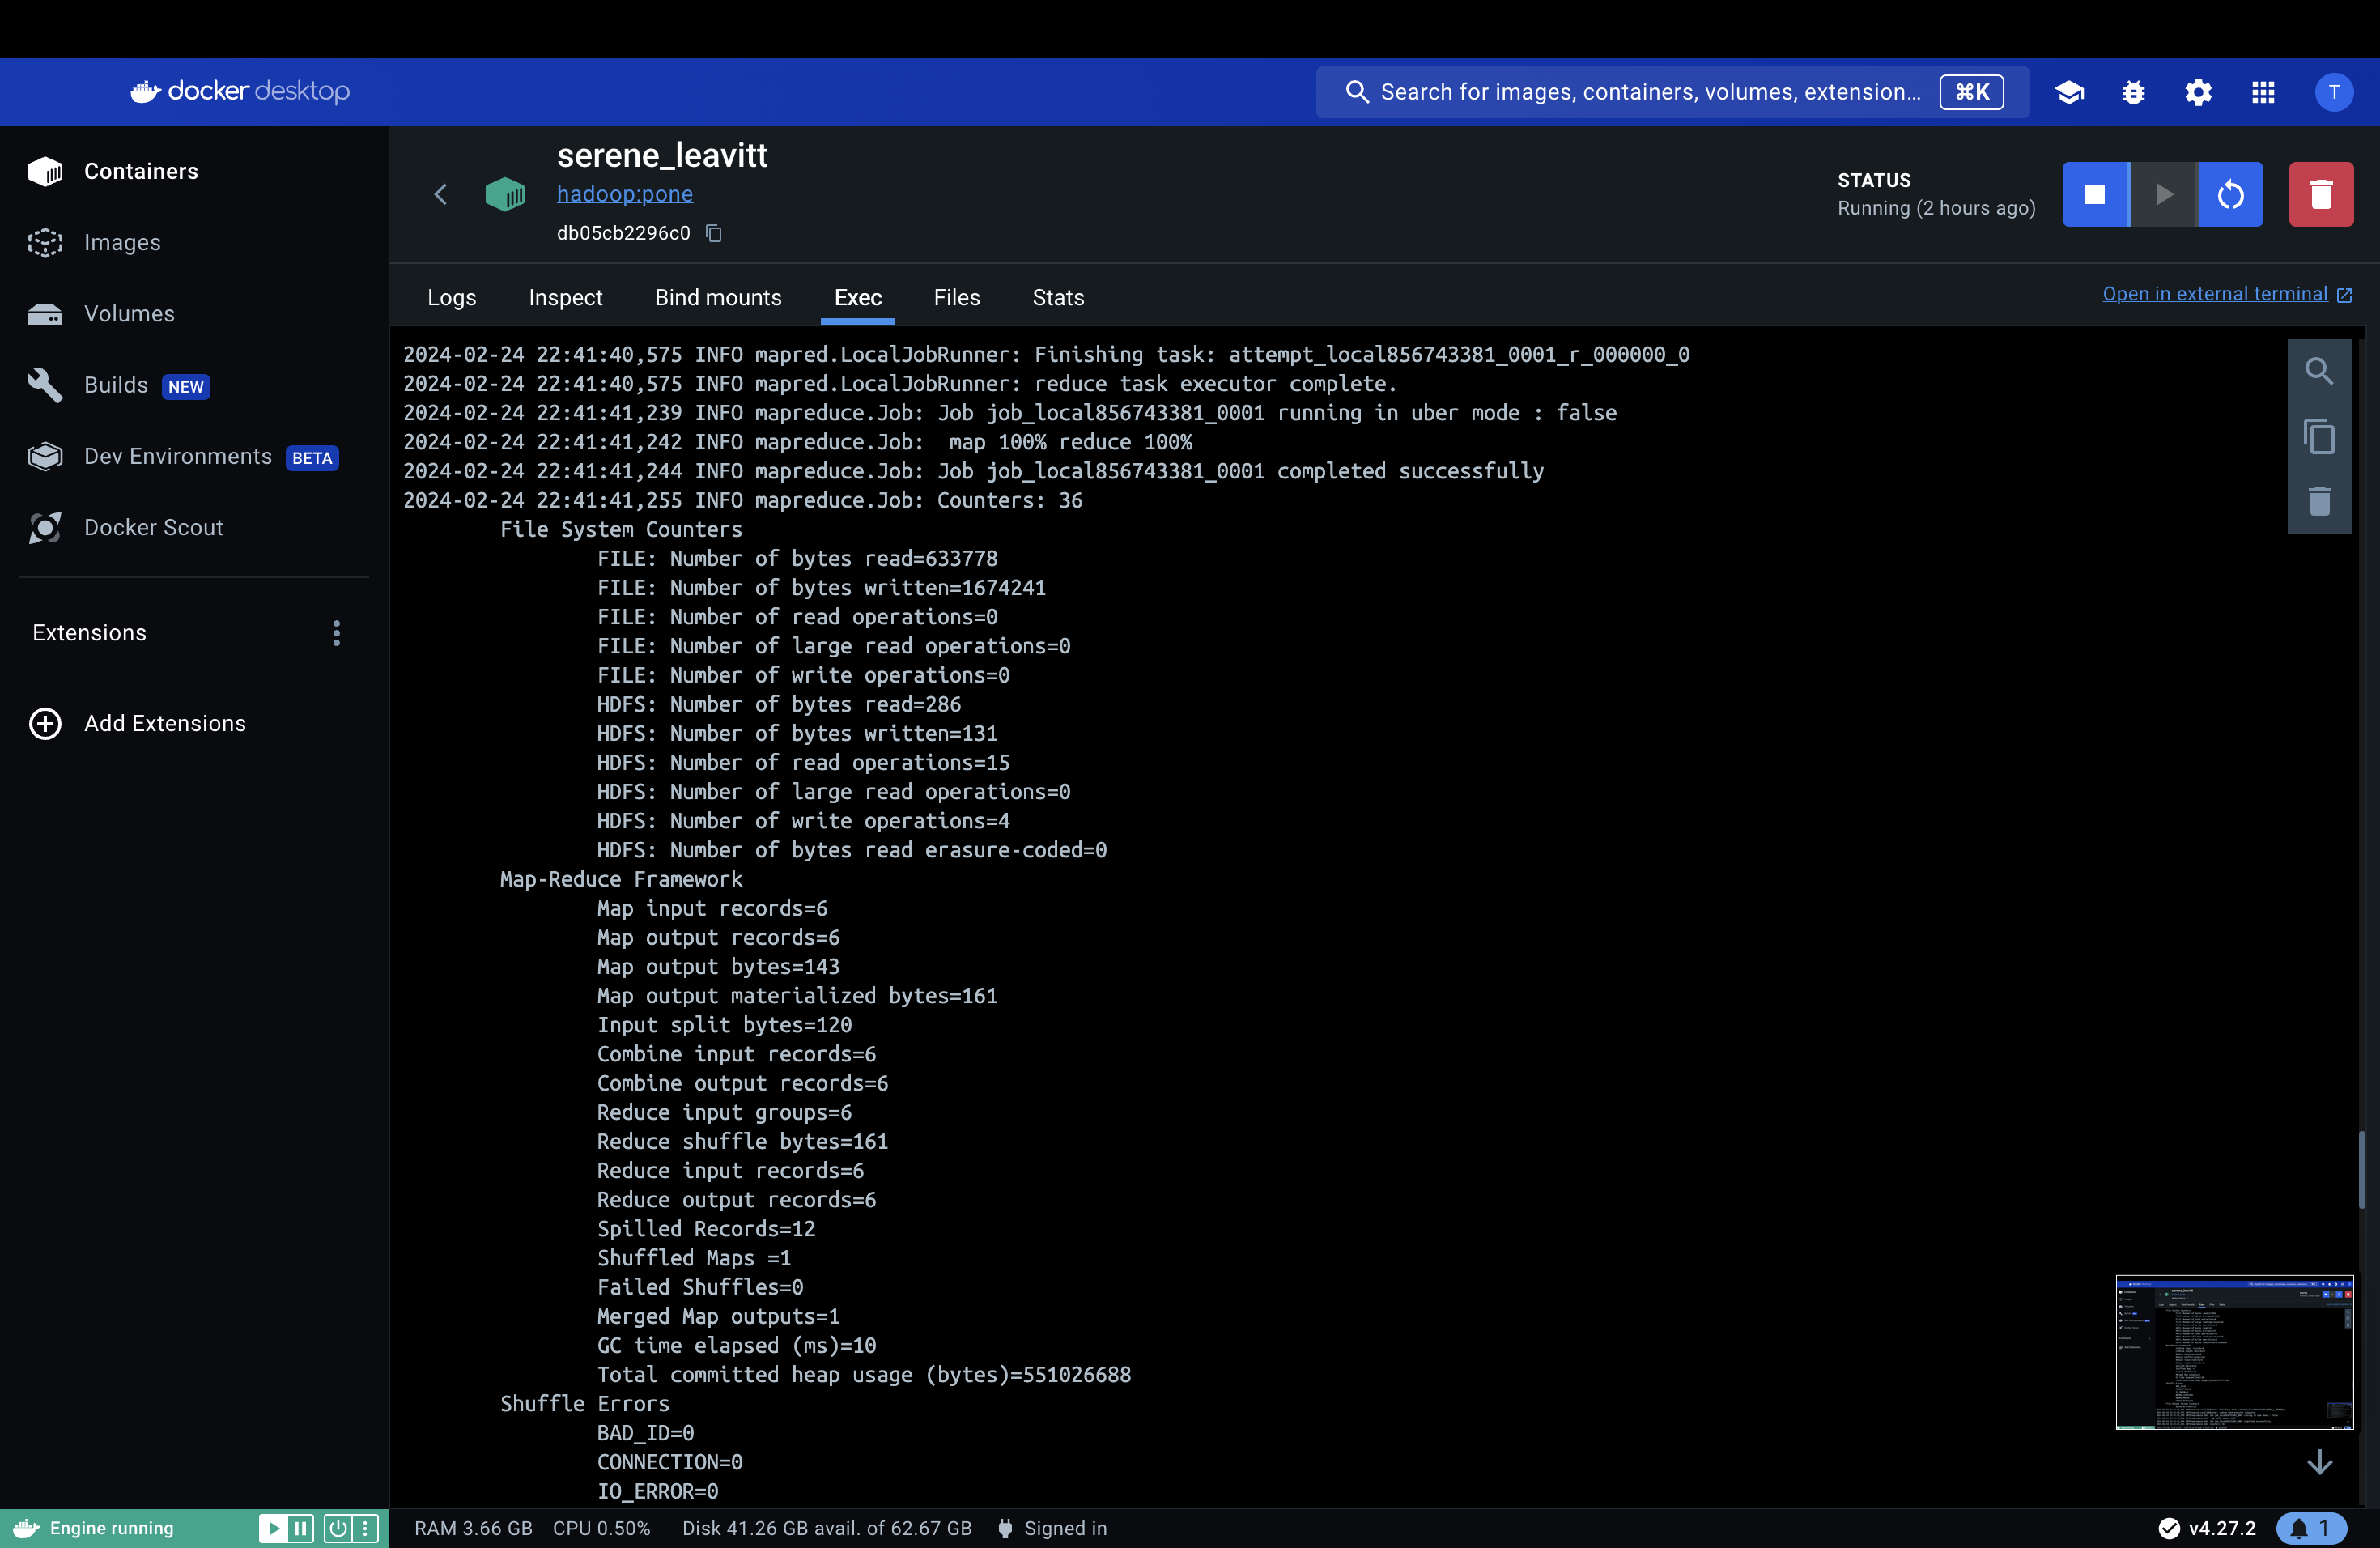 docker desktop
Search for images, containers, volumes, extension... ⌘K
T
Containers
Images
Volumes
Builds NEW
Dev Environments BETA
Docker Scout
Extensions
Add Extensions
serene_leavitt
hadoop:pone
db05cb2296c0
STATUS
Running (2 hours ago)
Logs Inspect Bind mounts Exec Files Stats
Open in external terminal
2024-02-24 22:41:40,575 INFO mapred.LocalJobRunner: Finishing task: attempt_local856743381_0001_r_000000_0
2024-02-24 22:41:40,575 INFO mapred.LocalJobRunner: reduce task executor complete.
2024-02-24 22:41:41,239 INFO mapreduce.Job: Job job_local856743381_0001 running in uber mode : false
2024-02-24 22:41:41,242 INFO mapreduce.Job:  map 100% reduce 100%
2024-02-24 22:41:41,244 INFO mapreduce.Job: Job job_local856743381_0001 completed successfully
2024-02-24 22:41:41,255 INFO mapreduce.Job: Counters: 36
File System Counters
FILE: Number of bytes read=633778
FILE: Number of bytes written=1674241
FILE: Number of read operations=0
FILE: Number of large read operations=0
FILE: Number of write operations=0
HDFS: Number of bytes read=286
HDFS: Number of bytes written=131
HDFS: Number of read operations=15
HDFS: Number of large read operations=0
HDFS: Number of write operations=4
HDFS: Number of bytes read erasure-coded=0
Map-Reduce Framework
Map input records=6
Map output records=6
Map output bytes=143
Map output materialized bytes=161
Input split bytes=120
Combine input records=6
Combine output records=6
Reduce input groups=6
Reduce shuffle bytes=161
Reduce input records=6
Reduce output records=6
Spilled Records=12
Shuffled Maps =1
Failed Shuffles=0
Merged Map outputs=1
GC time elapsed (ms)=10
Total committed heap usage (bytes)=551026688
Shuffle Errors
BAD_ID=0
CONNECTION=0
IO_ERROR=0
Engine running
RAM 3.66 GB CPU 0.50% Disk 41.26 GB avail. of 62.67 GB Signed in
v4.27.2
1